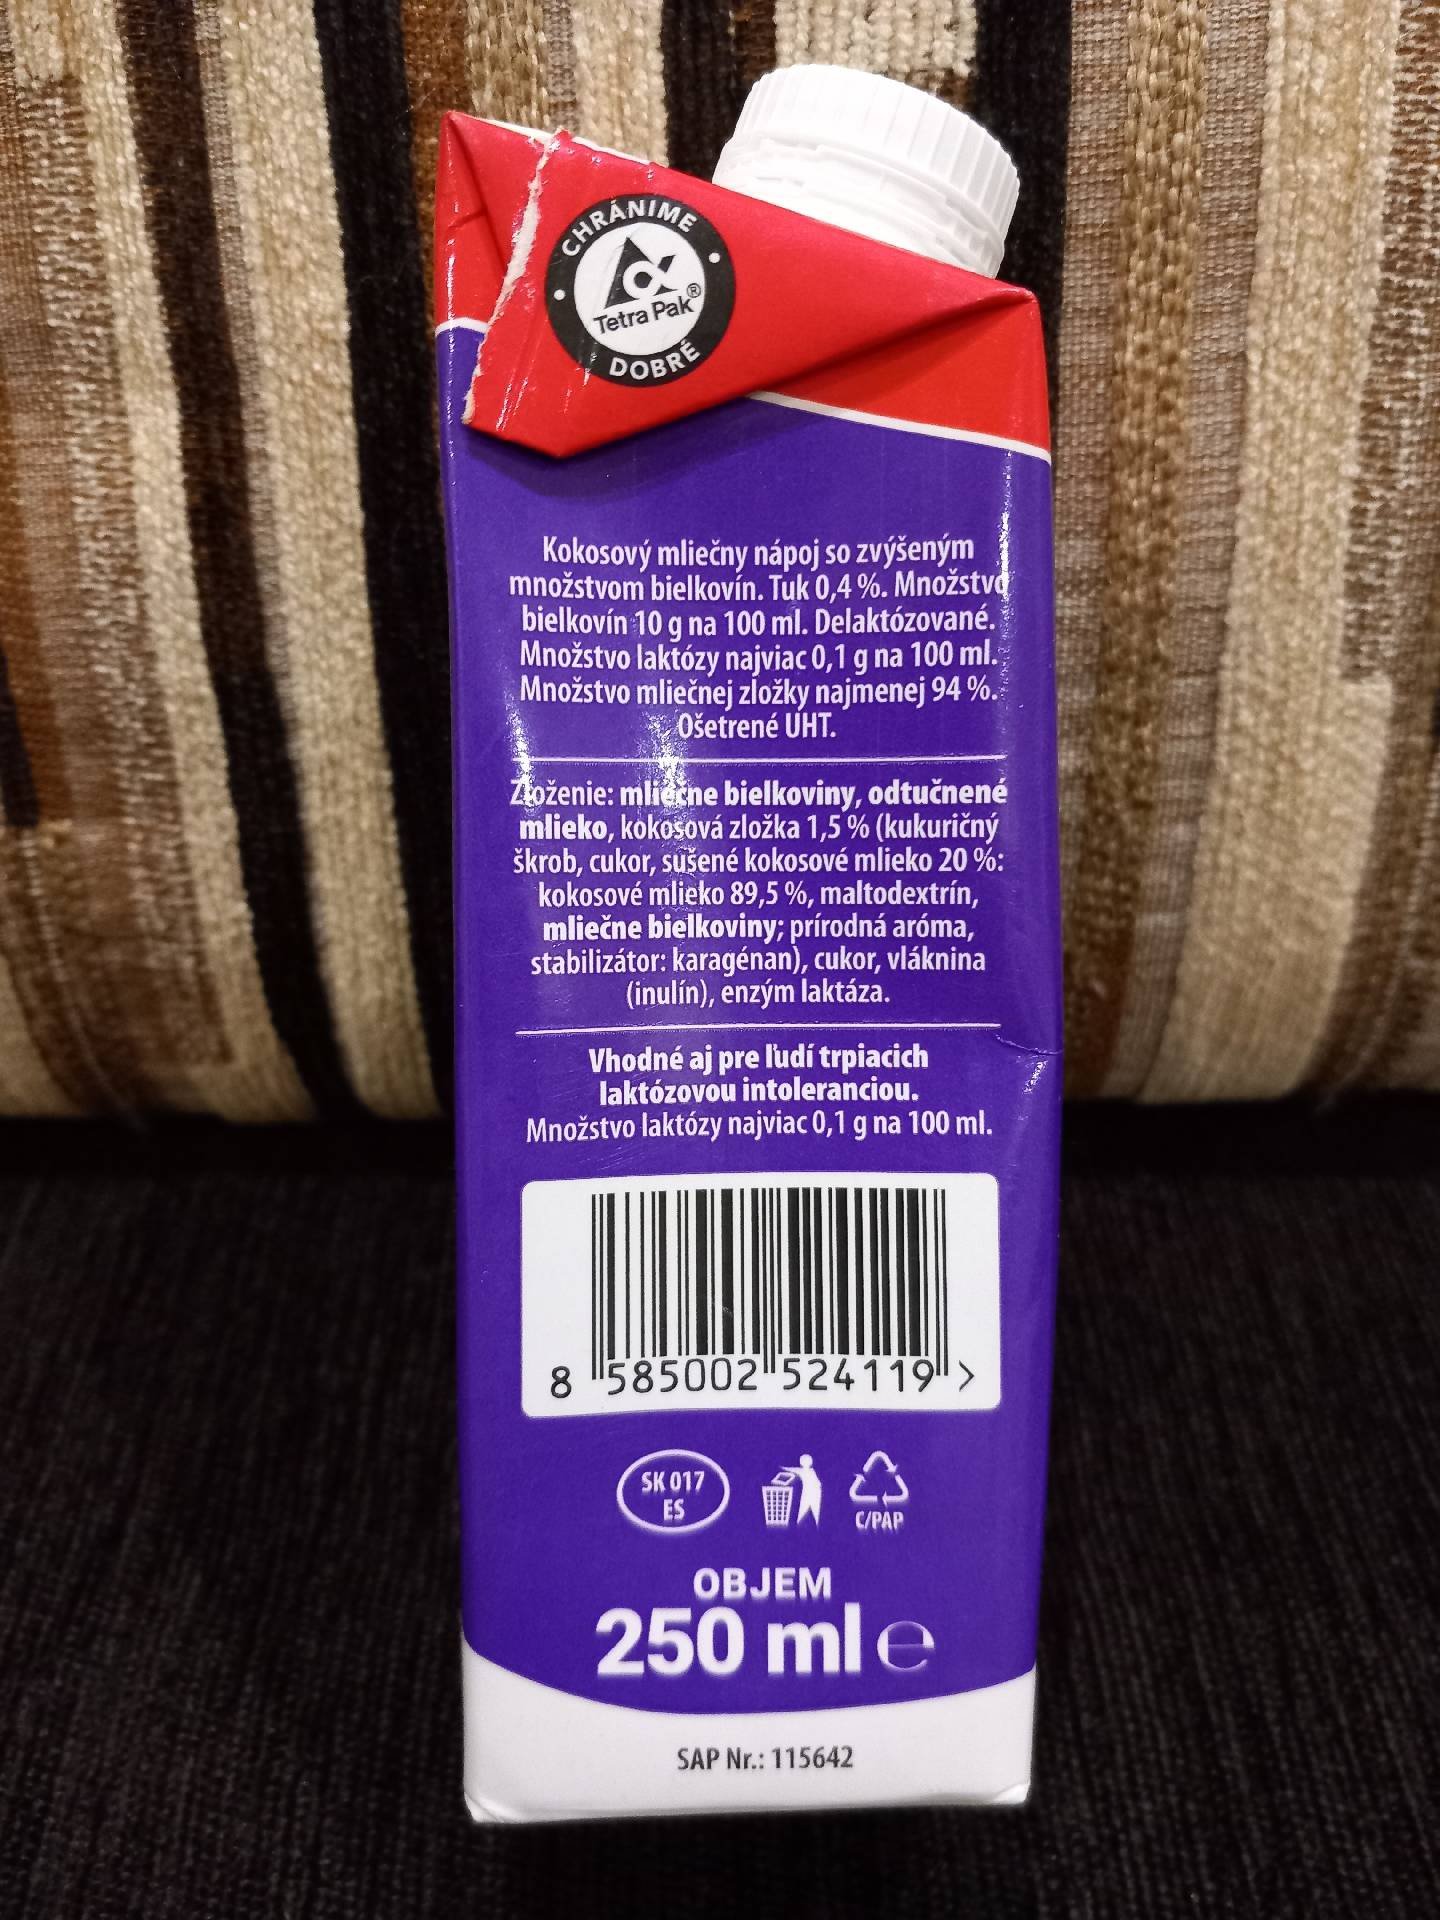 CHRÁNIME
Tetra Pak®
DOBRÉ
Kokosový mliečny nápoj so zvýšeným
množstvom bielkovín. Tuk 0,4 %. Množstvo
bielkovín 10 g na 100 ml. Delaktózované.
Množstvo laktózy najviac 0,1 g na 100 ml.
Množstvo mliečnej zložky najmenej 94 %.
Ošetrené UHT.
Zloženie: mliečne bielkoviny, odtučnené
mlieko, kokosová zložka 1,5 % (kukuričný
škrob, cukor, sušené kokosové mlieko 20 %:
kokosové mlieko 89,5 %, maltodextrín,
mliečne bielkoviny; prírodná aróma,
stabilizátor: karagénan), cukor, vláknina
(inulín), enzým laktáza.
Vhodné aj pre ľudí trpiacich
laktózovou intoleranciou.
Množstvo laktózy najviac 0,1 g na 100 ml.
8 585002 524119 >
SK 017
ES
C/PAP
OBJEM
250 ml e
SAP Nr.: 115642